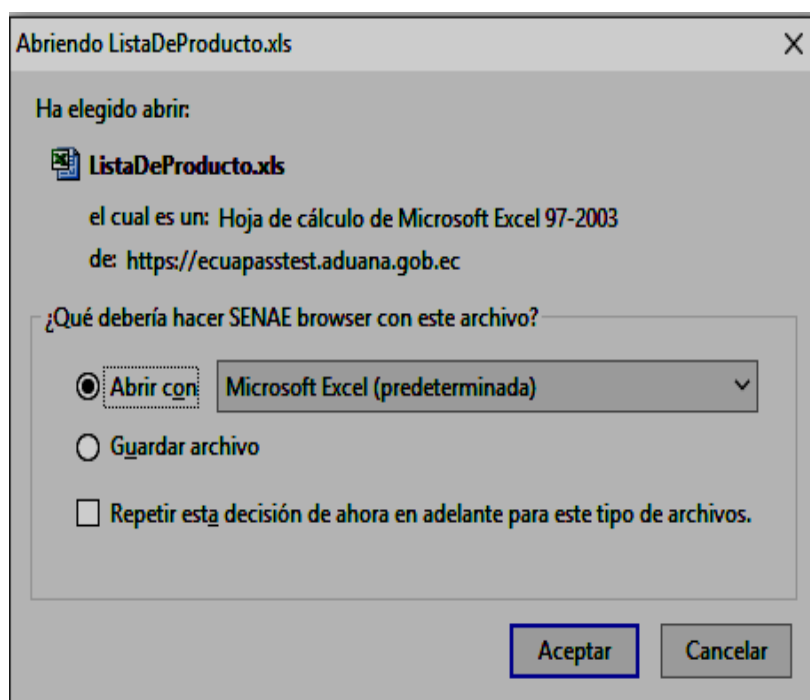 Abriendo ListaDeProducto.xls
Ha elegido abrir:
ListaDeProducto.xls
el cual es un: Hoja de cálculo de Microsoft Excel 97-2003
de: https://ecuapasstest.aduana.gob.ec
¿Qué debería hacer SENAE browser con este archivo?
Abrir con Microsoft Excel (predeterminada)
Guardar archivo
Repetir esta decisión de ahora en adelante para este tipo de archivos.
Aceptar Cancelar